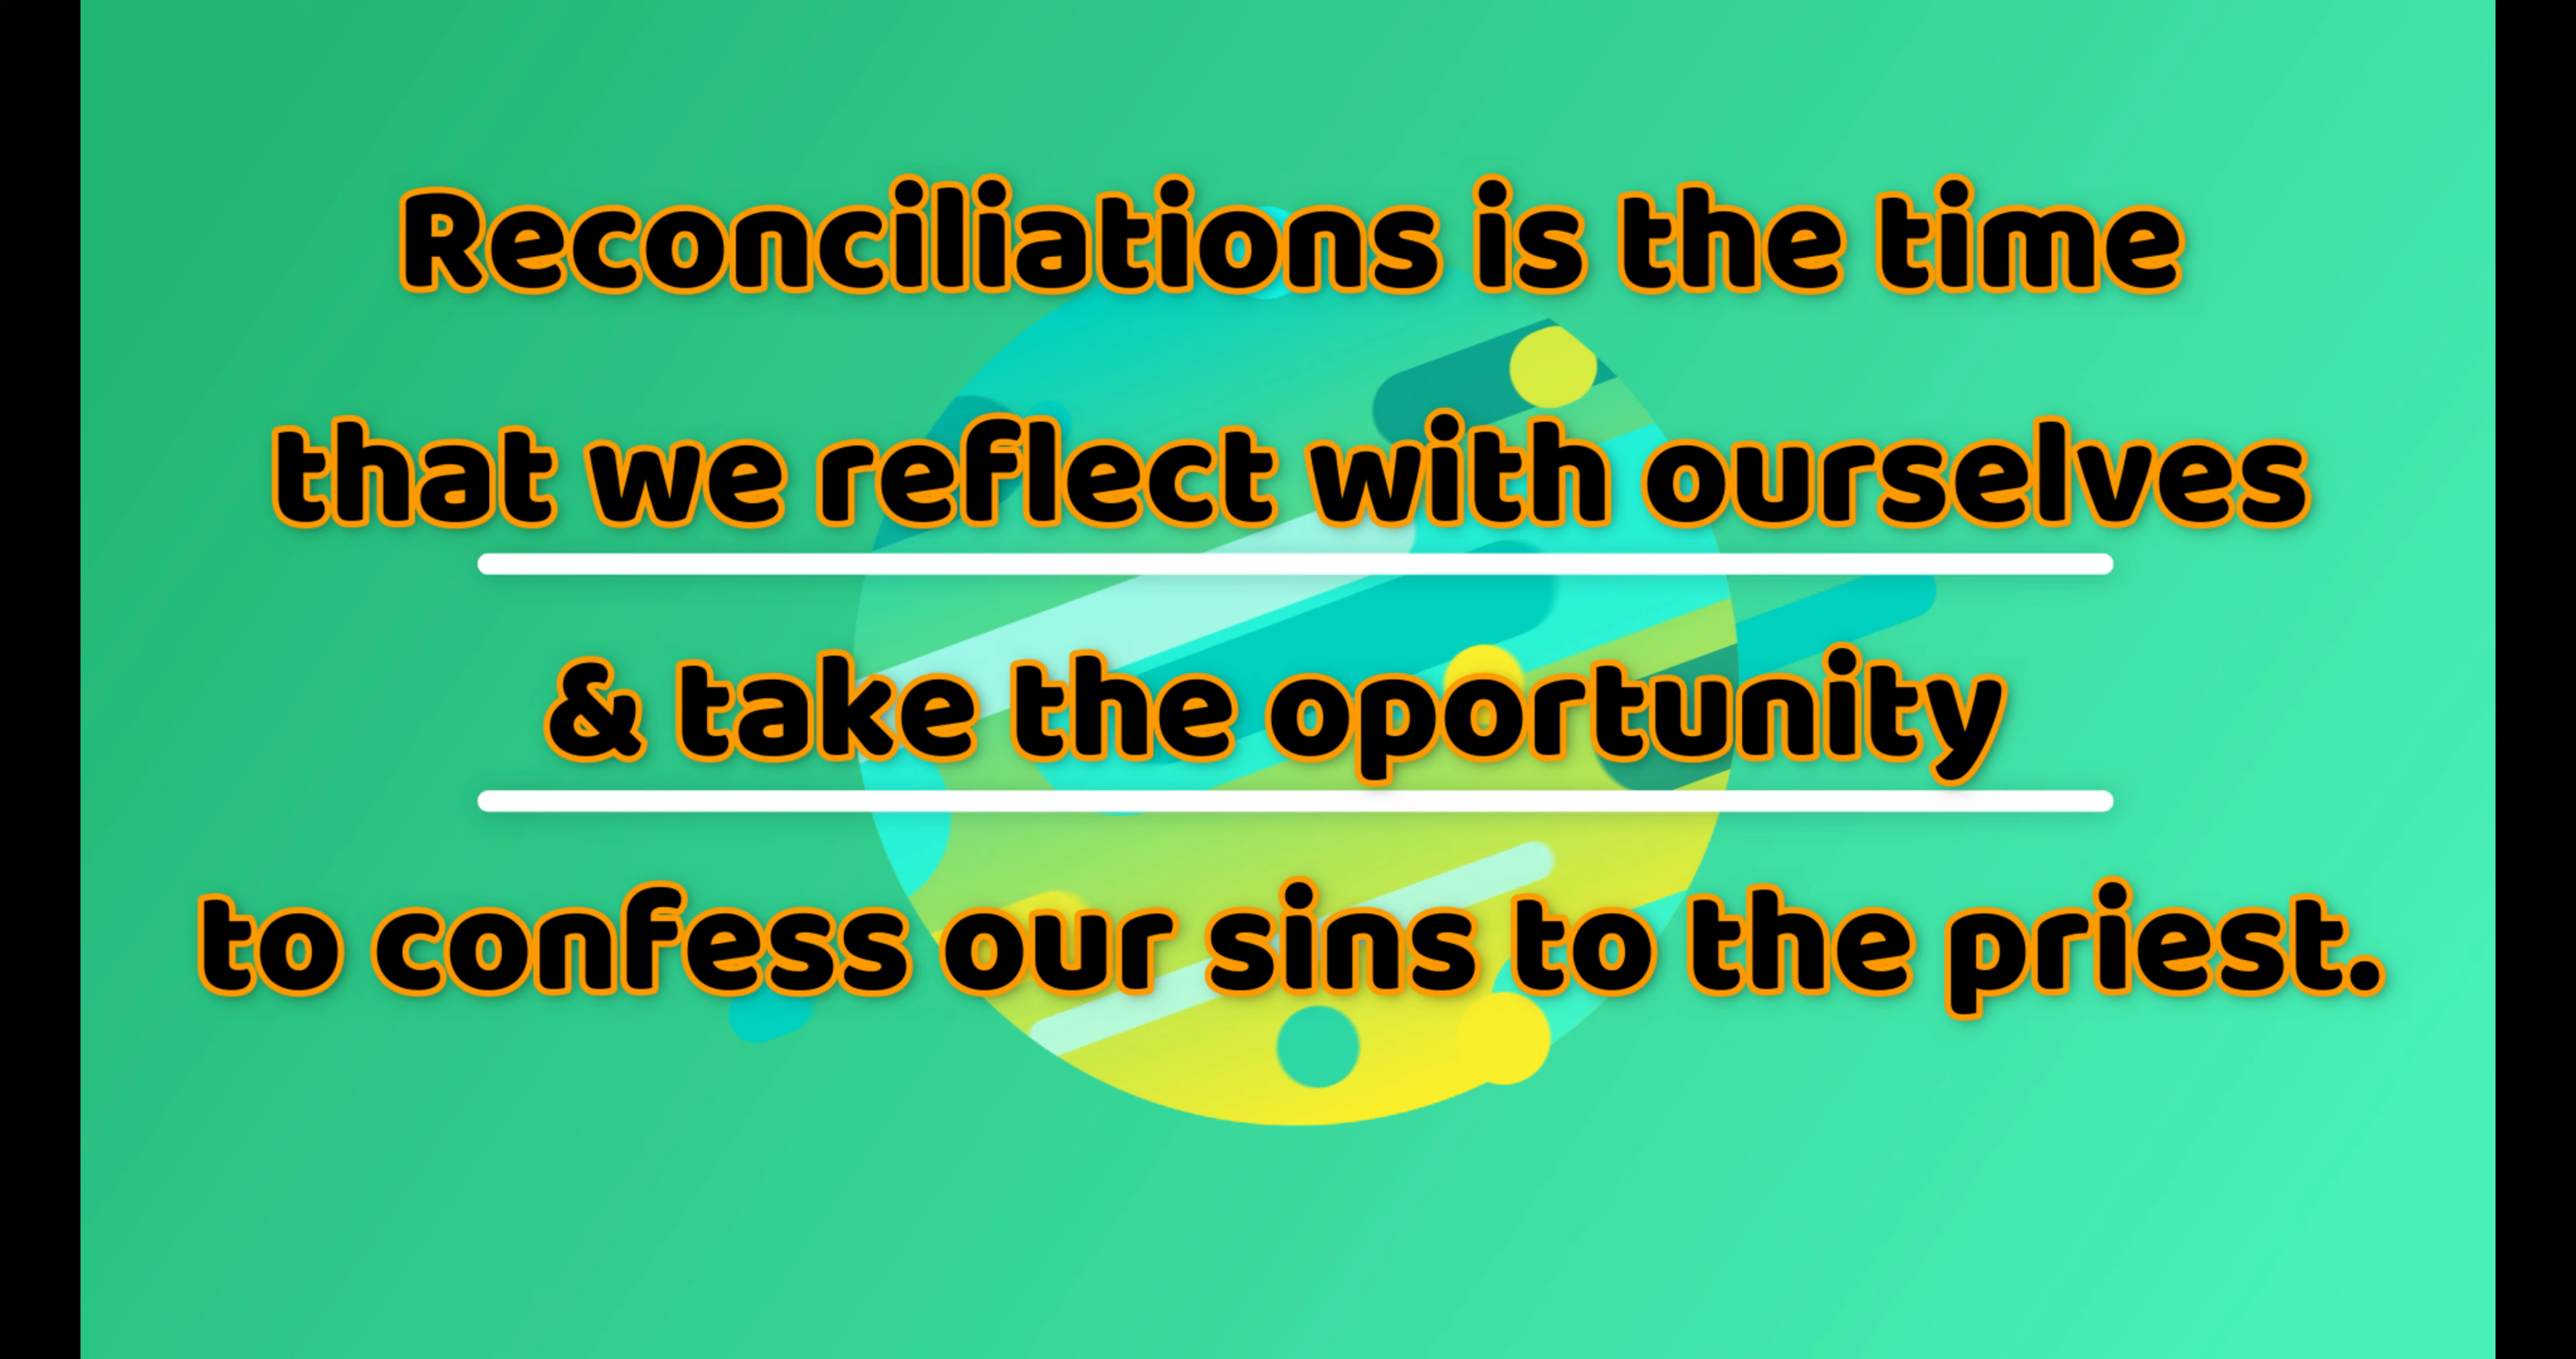 Reconciliations is the time
that we reflect with ourselves
& take the oportunity
to confess our sins to the priest.